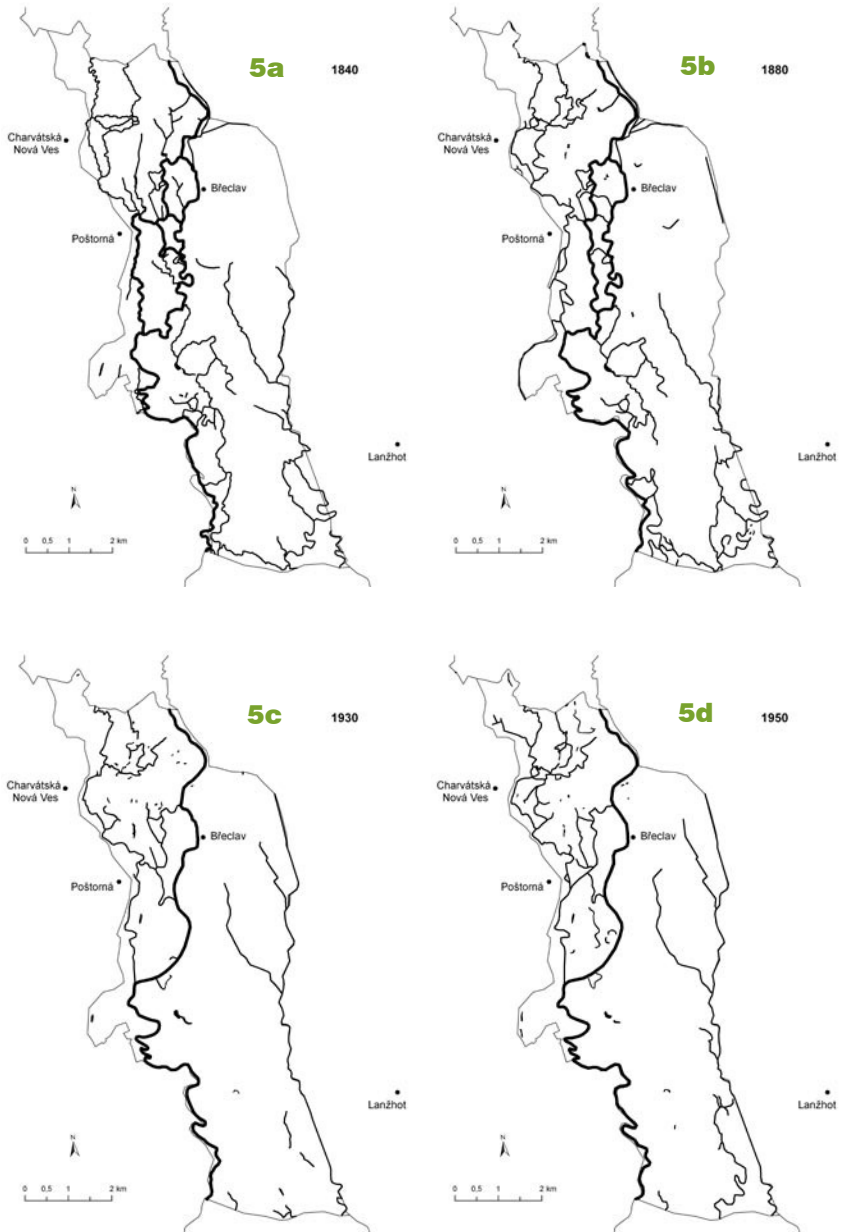 5a
1840
Charvátská
Nová Ves
Břeclav
Poštorná
Lanžhot
N
0 0,5 1 2 km
5b
1880
Charvátská
Nová Ves
Břeclav
Poštorná
Lanžhot
N
0 0,5 1 2 km
5c
1930
Charvátská
Nová Ves
Břeclav
Poštorná
Lanžhot
N
0 0,5 1 2 km
5d
1950
Charvátská
Nová Ves
Břeclav
Poštorná
Lanžhot
N
0 0,5 1 2 km